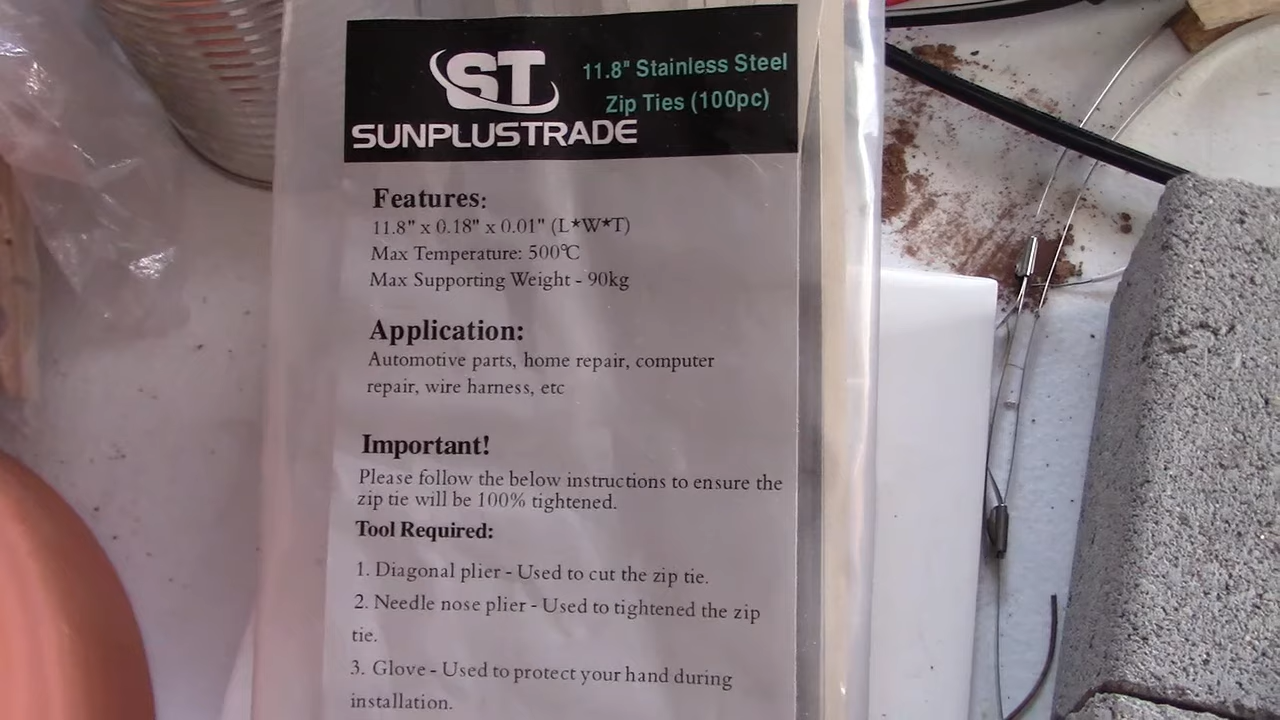 ST
SUNPLUSTRADE
11.8" Stainless Steel
Zip Ties (100pc)
Features:
11.8" x 0.18" x 0.01" (L*W*T)
Max Temperature: 500℃
Max Supporting Weight - 90kg
Application:
Automotive parts, home repair, computer
repair, wire harness, etc
Important!
Please follow the below instructions to ensure the
zip tie will be 100% tightened.
Tool Required:
1. Diagonal plier - Used to cut the zip tie.
2. Needle nose plier - Used to tightened the zip
tie.
3. Glove - Used to protect your hand during
installation.